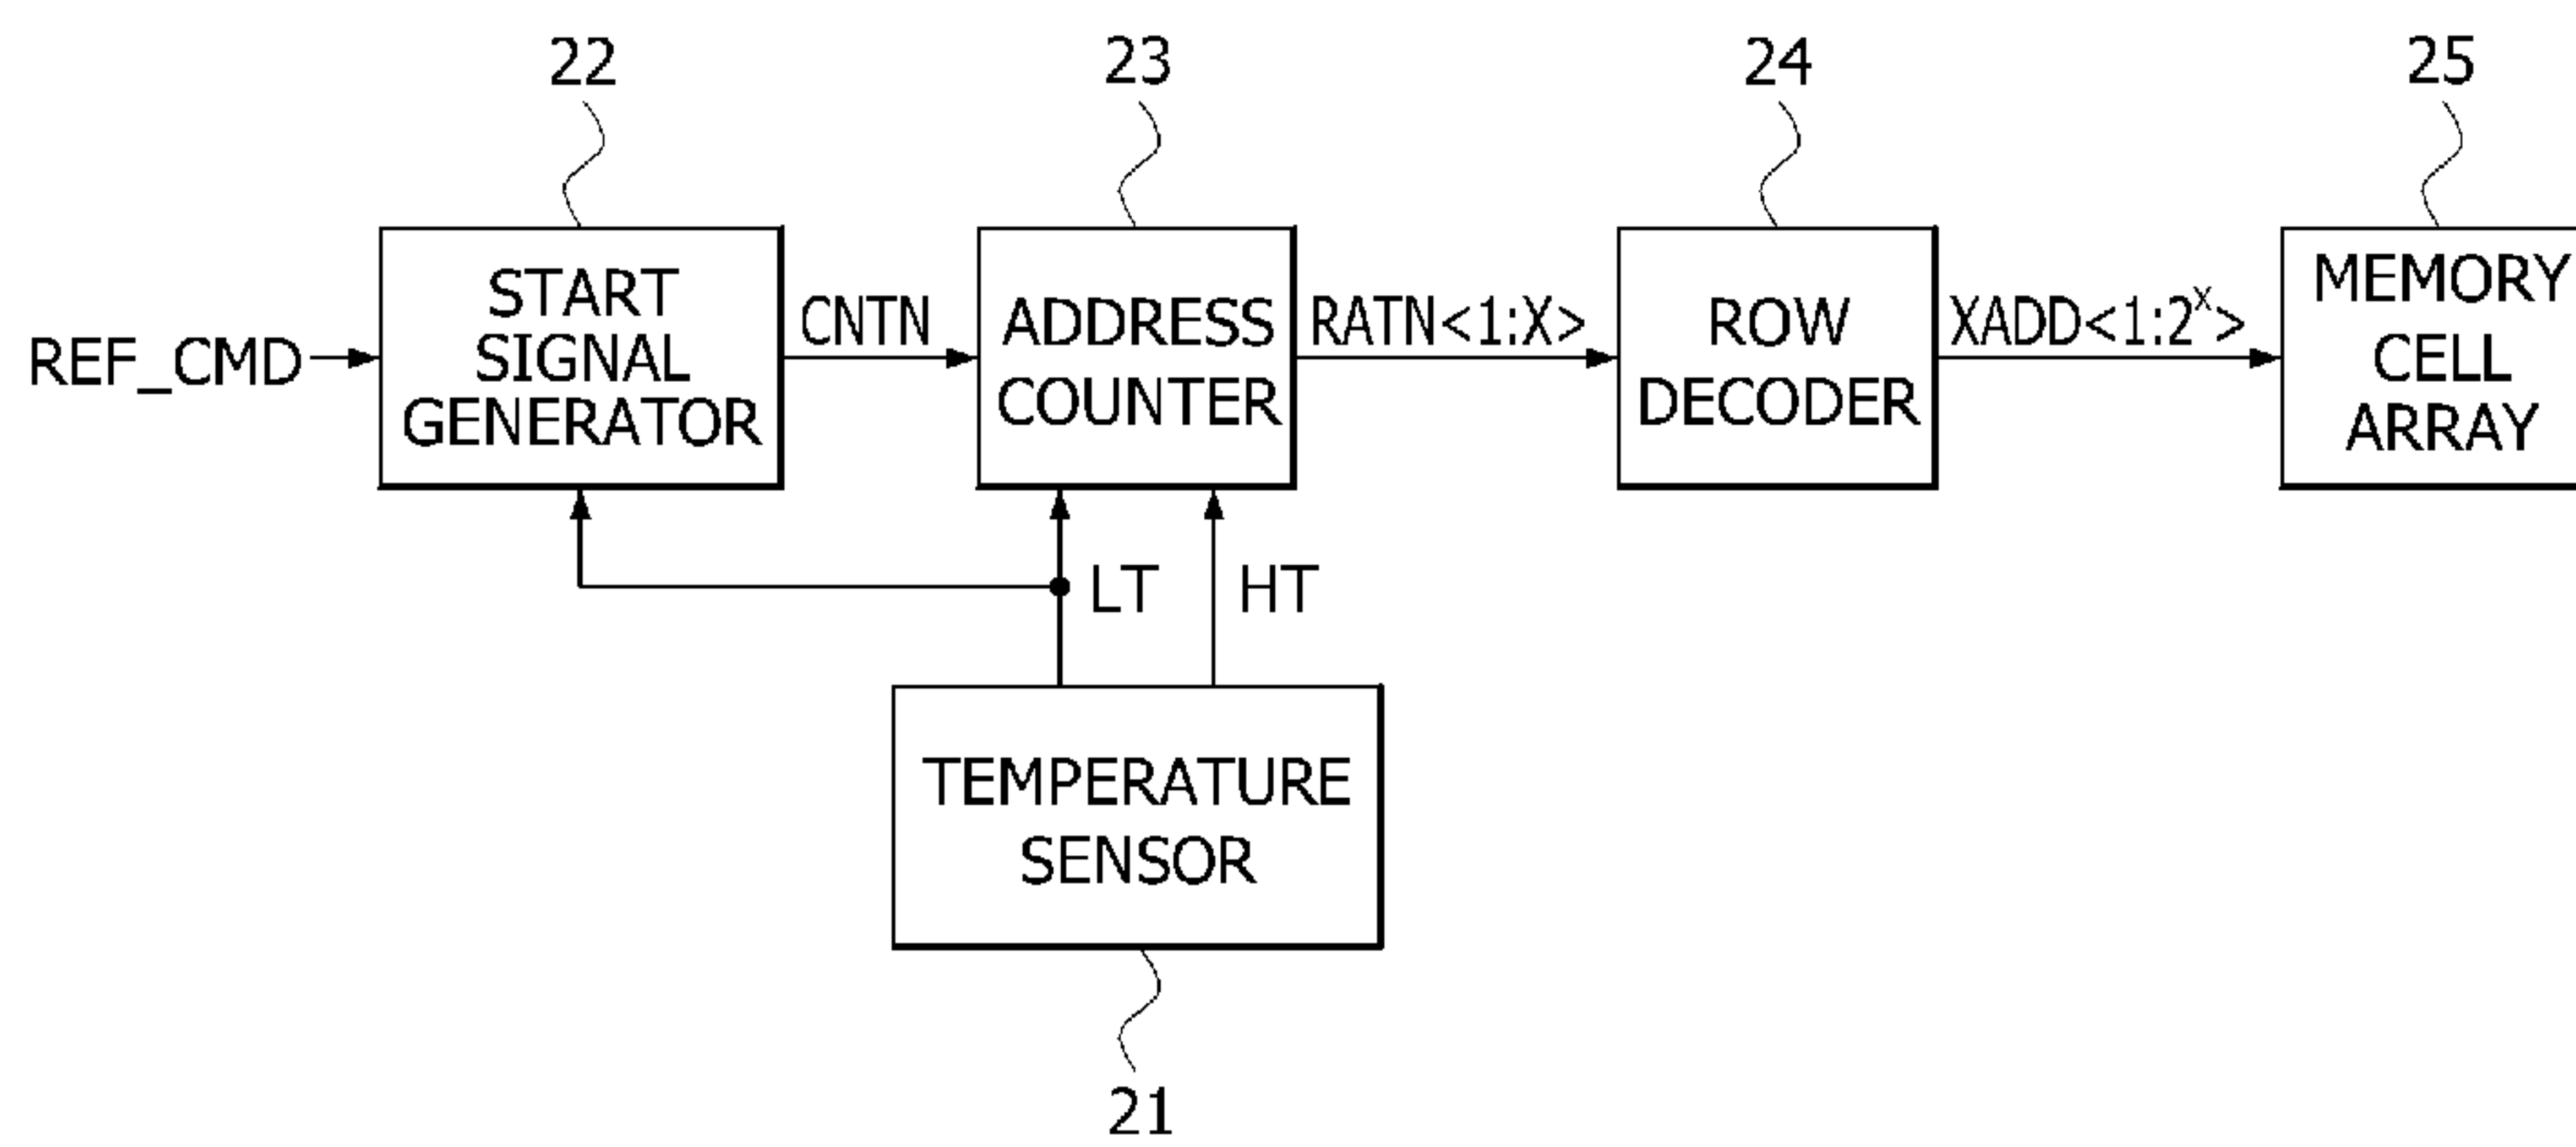 22
23
24
25
REF_CMD
START
SIGNAL
GENERATOR
CNTN
ADDRESS
COUNTER
RATN<1:X>
ROW
DECODER
XADD<1:2^X>
MEMORY
CELL
ARRAY
LT
HT
TEMPERATURE
SENSOR
21